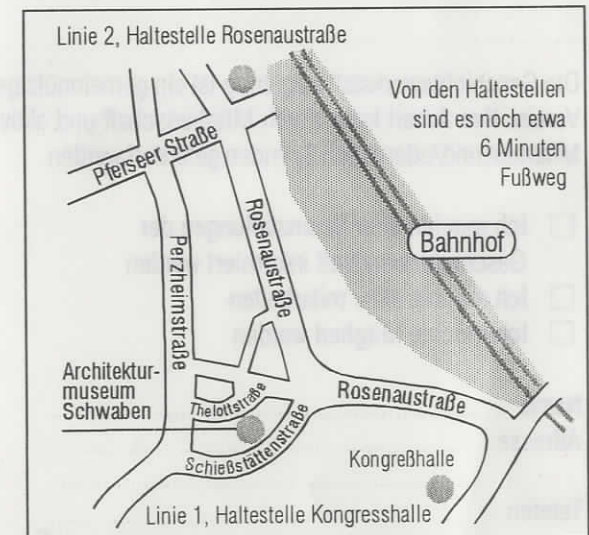 Linie 2, Haltestelle Rosenaustraße
Von den Haltestellen
sind es noch etwa
6 Minuten
Fußweg
Pferseer Straße
Rosenaustraße
Perzheimstraße
Bahnhof
Architektur-
museum
Schwaben
Thelottstraße
Rosenaustraße
Schießstättenstraße
Kongreßhalle
Linie 1, Haltestelle Kongresshalle